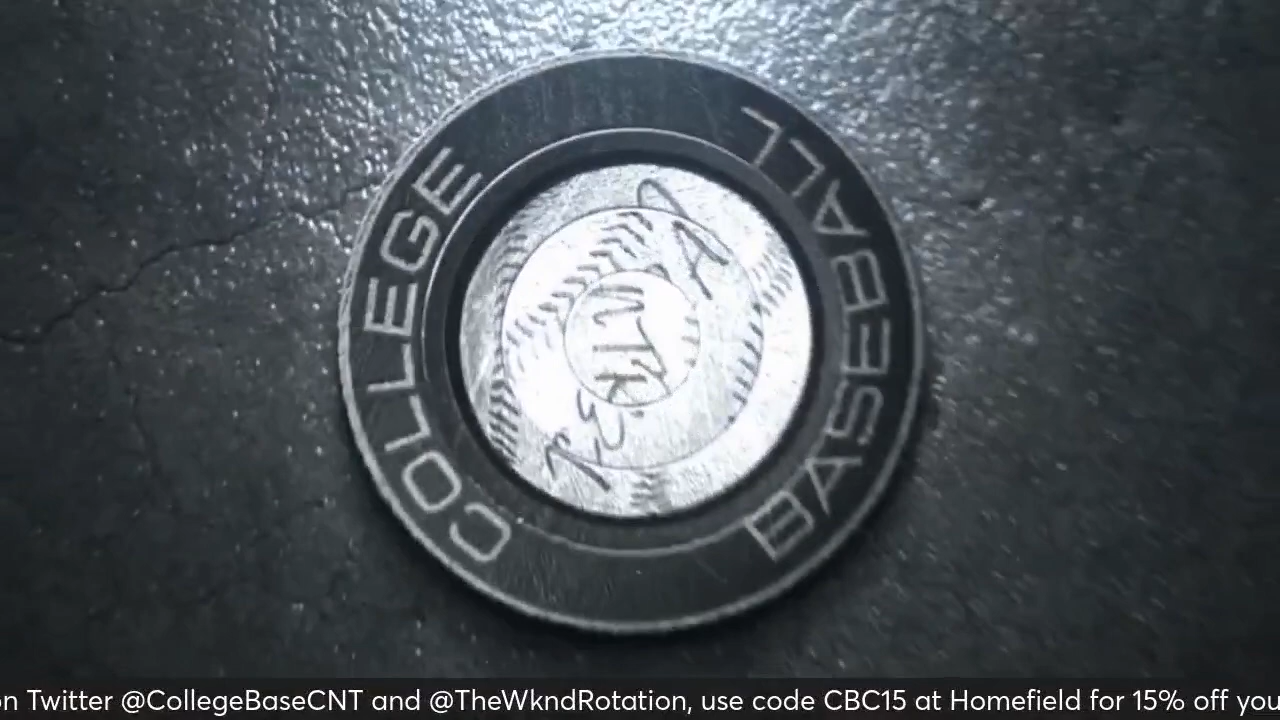 COLLEGE
BASEBALL
on Twitter @CollegeBaseCNT and @TheWkndRotation, use code CBC15 at Homefield for 15% off you